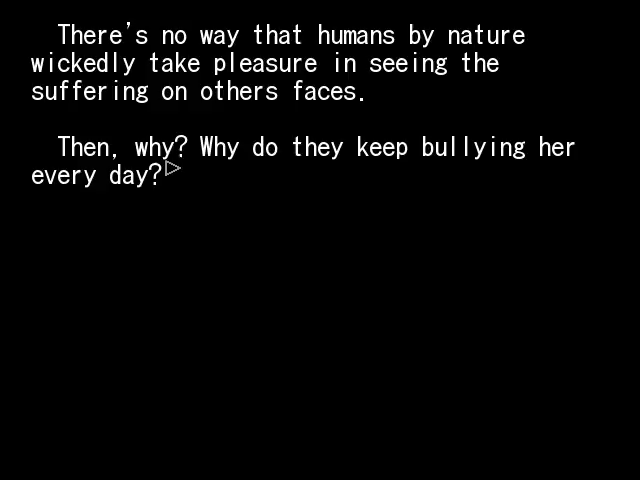 There's no way that humans by nature
wickedly take pleasure in seeing the
suffering on others faces.
Then, why? Why do they keep bullying her
every day?